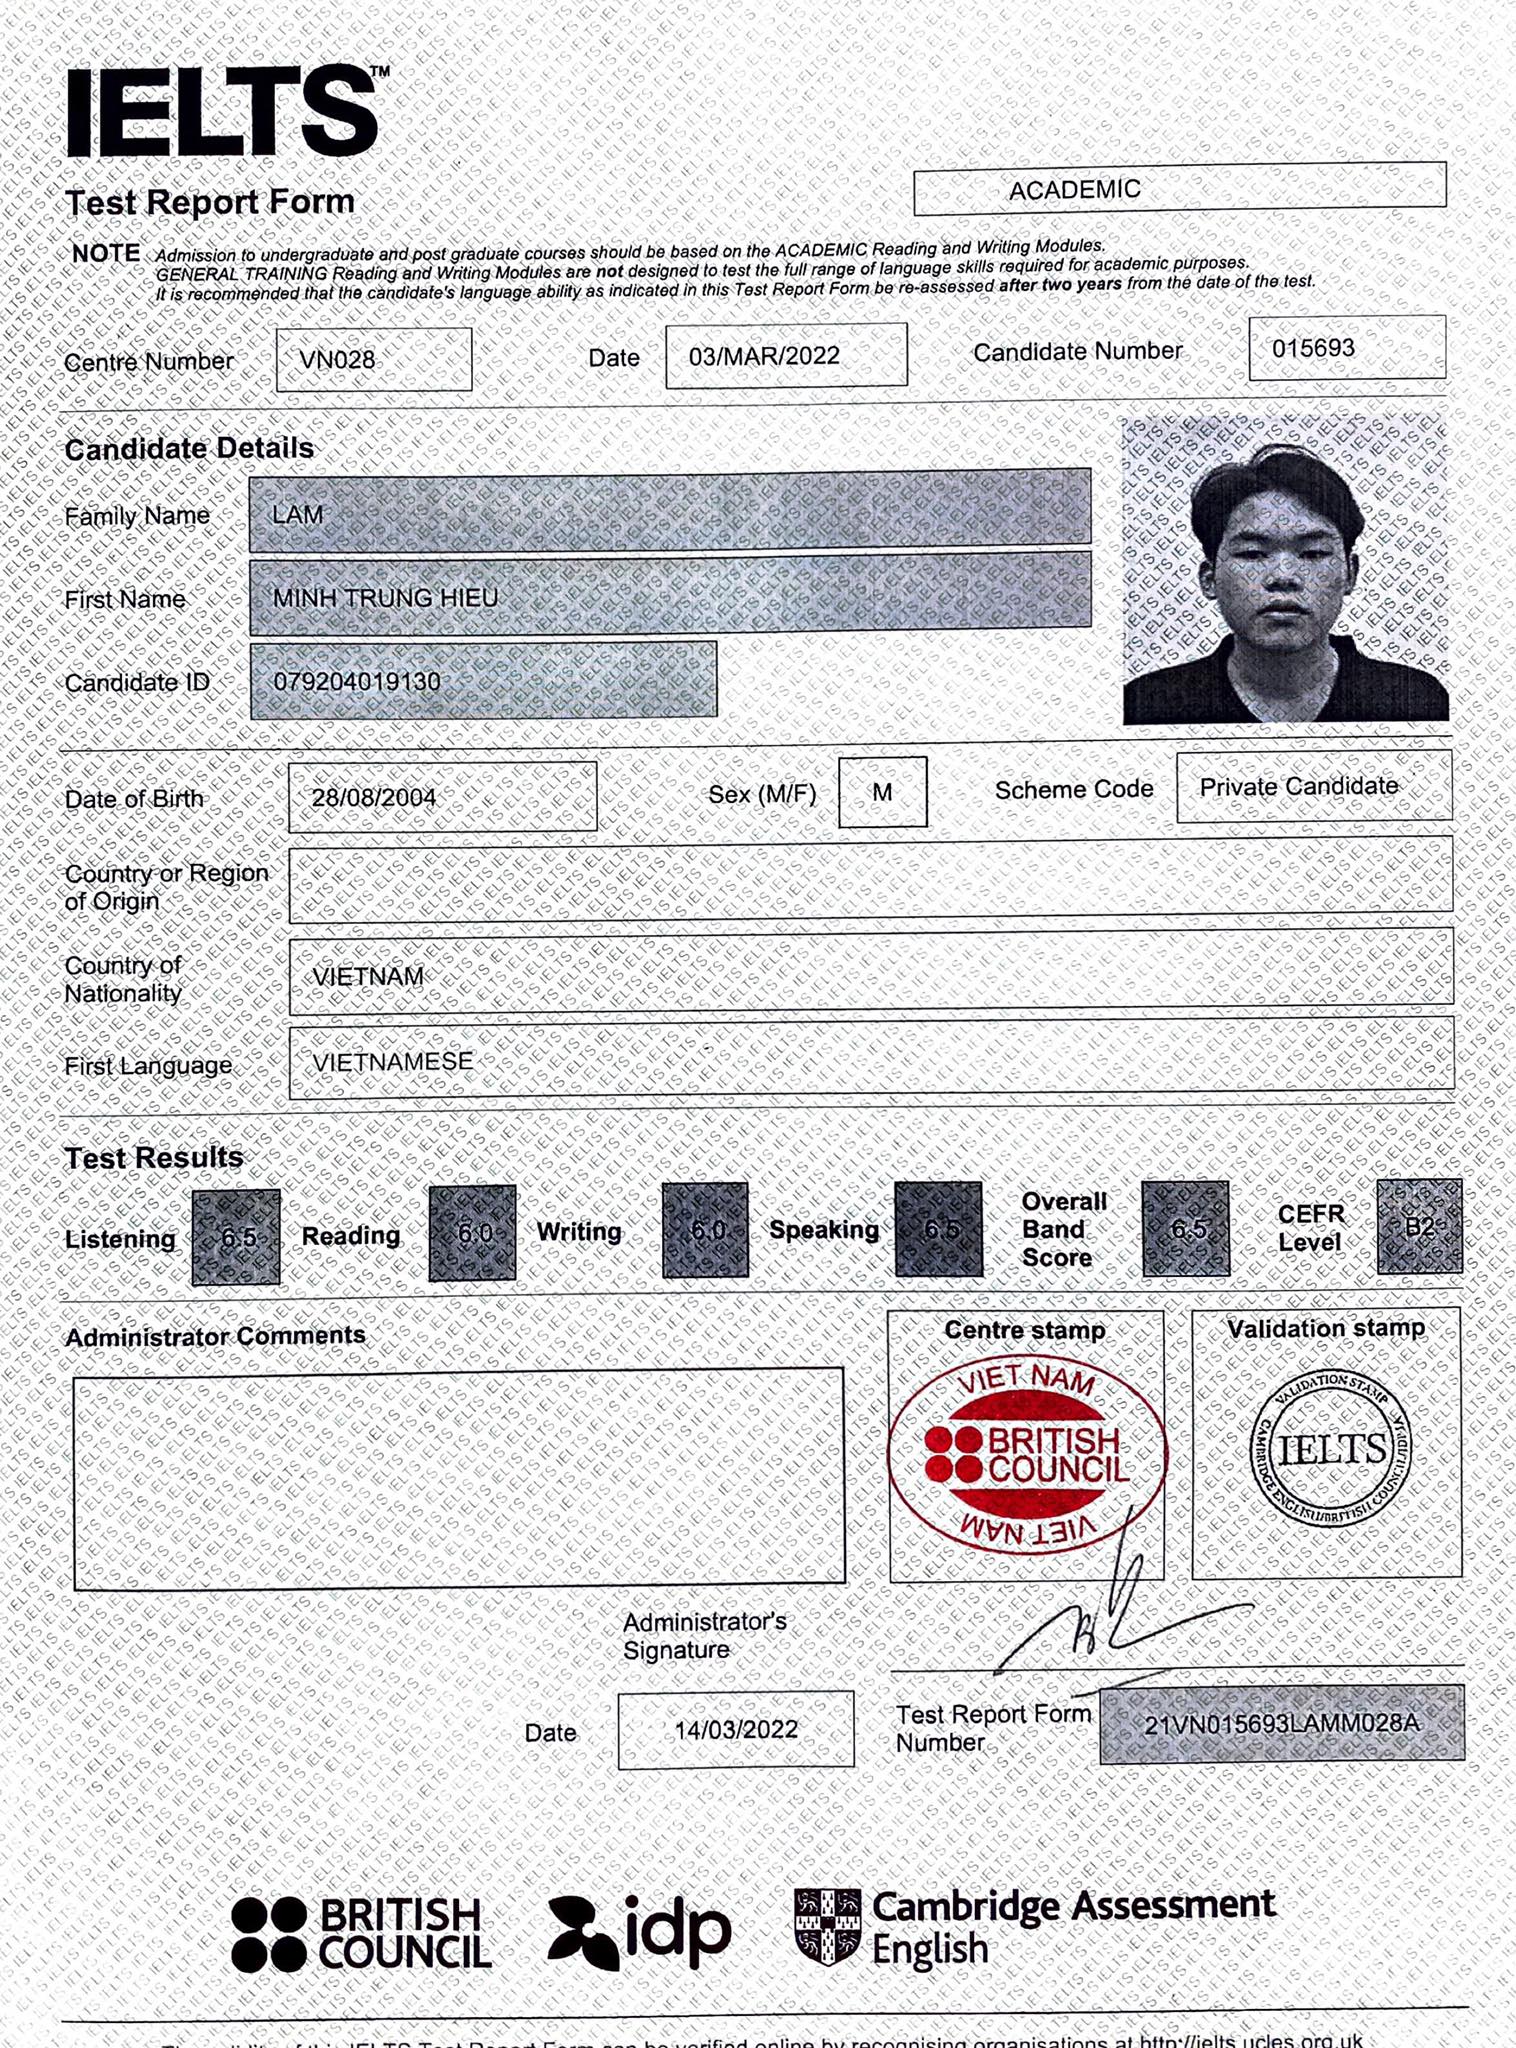 IELTS™
Test Report Form
ACADEMIC
NOTE Admission to undergraduate and post graduate courses should be based on the ACADEMIC Reading and Writing Modules.
GENERAL TRAINING Reading and Writing Modules are not designed to test the full range of language skills required for academic purposes.
It is recommended that the candidate's language ability as indicated in this Test Report Form be re-assessed after two years from the date of the test.
Centre Number VN028 Date 03/MAR/2022 Candidate Number 015693
Candidate Details
Family Name LAM
First Name MINH TRUNG HIEU
Candidate ID 079204019130
Date of Birth 28/08/2004 Sex (M/F) M Scheme Code Private Candidate
Country or Region
of Origin
Country of
Nationality VIETNAM
First Language VIETNAMESE
Test Results
Listening 6.5 Reading 6.0 Writing 6.0 Speaking 6.5 Overall Band Score 6.5 CEFR Level B2
Administrator Comments
Centre stamp
VIET NAM
BRITISH
COUNCIL
VIET NAM
Validation stamp
VALIDATION STAMP
IELTS
CAMBRIDGE ENGLISH/BRITISH COUNCIL/IDP:IA
Administrator's
Signature
Date 14/03/2022
Test Report Form
Number 21VN015693LAMM028A
BRITISH
COUNCIL
idp
Cambridge Assessment
English
The validity of this IELTS Test Report Form can be verified online by recognising organisations at http://ielts.ucles.org.uk